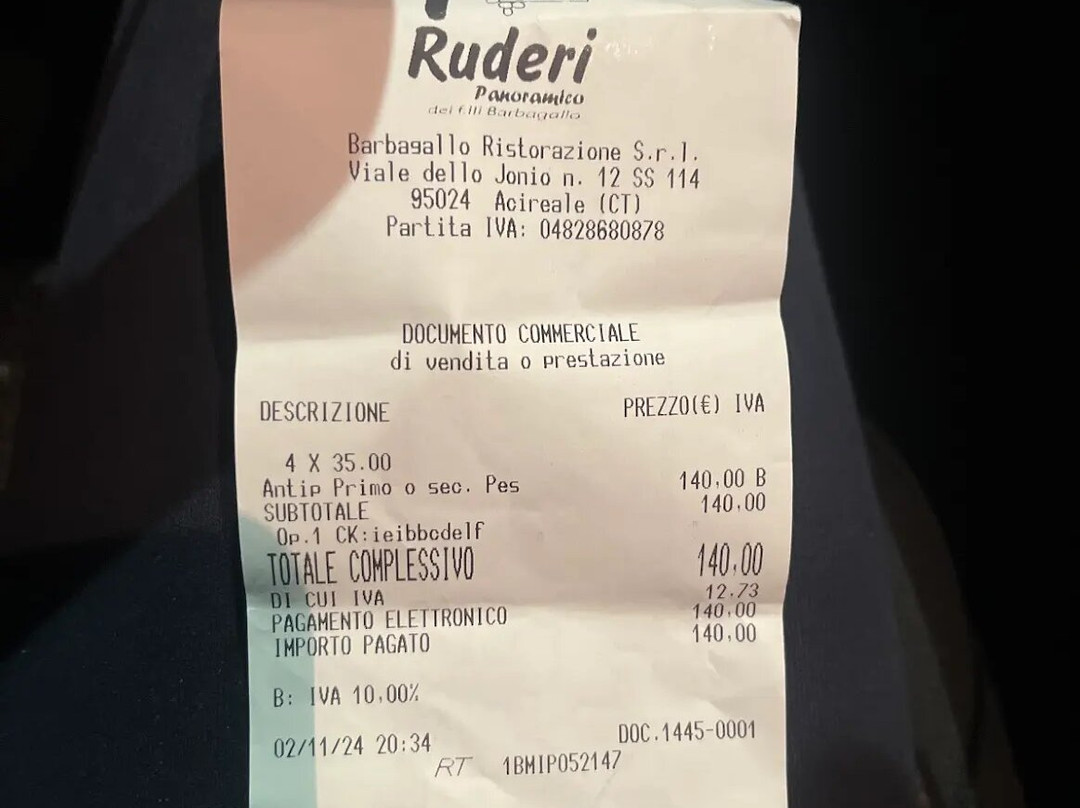 Ruderi
Panoramico
dei f.lli Barbagallo
Barbagallo Ristorazione S.r.l.
Viale dello Jonio n. 12 SS 114
95024 Acireale (CT)
Partita IVA: 04828680878
DOCUMENTO COMMERCIALE
di vendita o prestazione
DESCRIZIONE PREZZO(€) IVA
4 X 35.00
Antip Primo o sec. Pes 140,00 B
SUBTOTALE 140,00
Op.1 CK:ieibbcdelf
TOTALE COMPLESSIVO 140,00
DI CUI IVA 12,73
PAGAMENTO ELETTRONICO 140,00
IMPORTO PAGATO 140,00
B: IVA 10,00%
02/11/24 20:34 DOC.1445-0001
RT 1BMIP052147